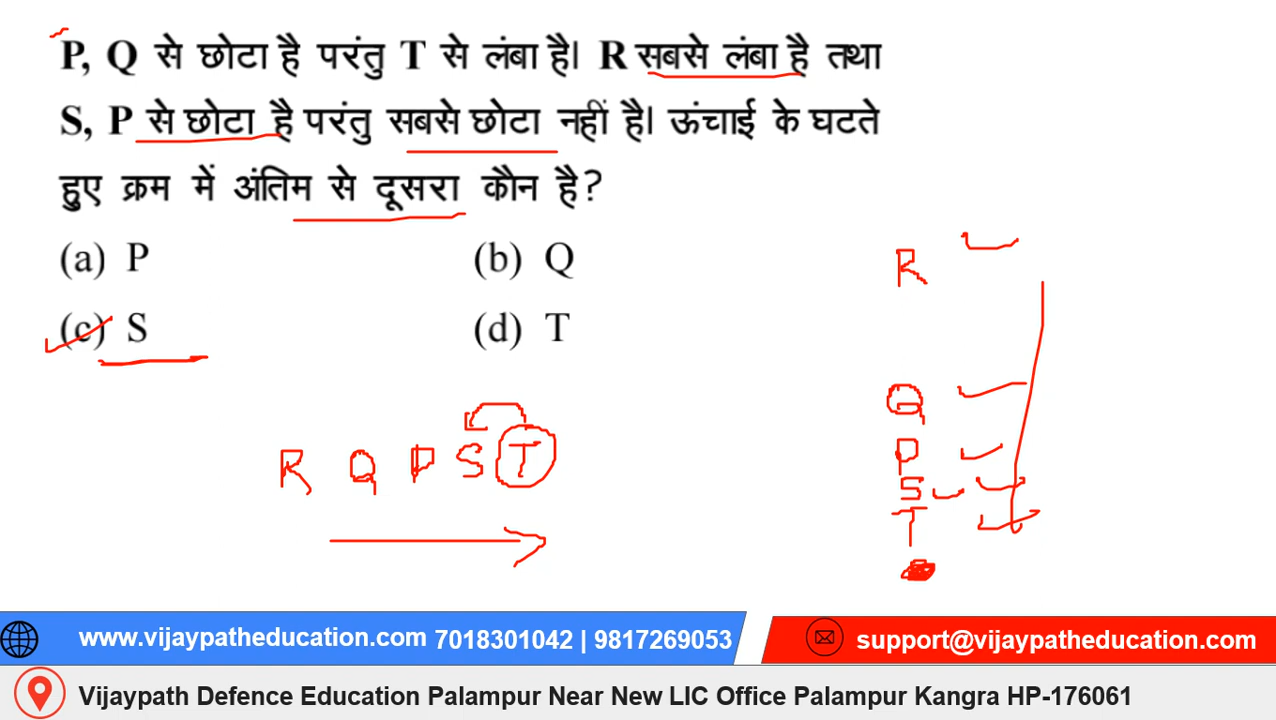 P, Q से छोटा है परंतु T से लंबा है। R सबसे लंबा है तथा
S, P से छोटा है परंतु सबसे छोटा नहीं है। ऊंचाई के घटते
हुए क्रम में अंतिम से दूसरा कौन है?
(a) P (b) Q
(c) S (d) T
R
Q
P
S
T
R Q P S T
www.vijaypatheducation.com 7018301042 | 9817269053 support@vijaypatheducation.com
Vijaypath Defence Education Palampur Near New LIC Office Palampur Kangra HP-176061